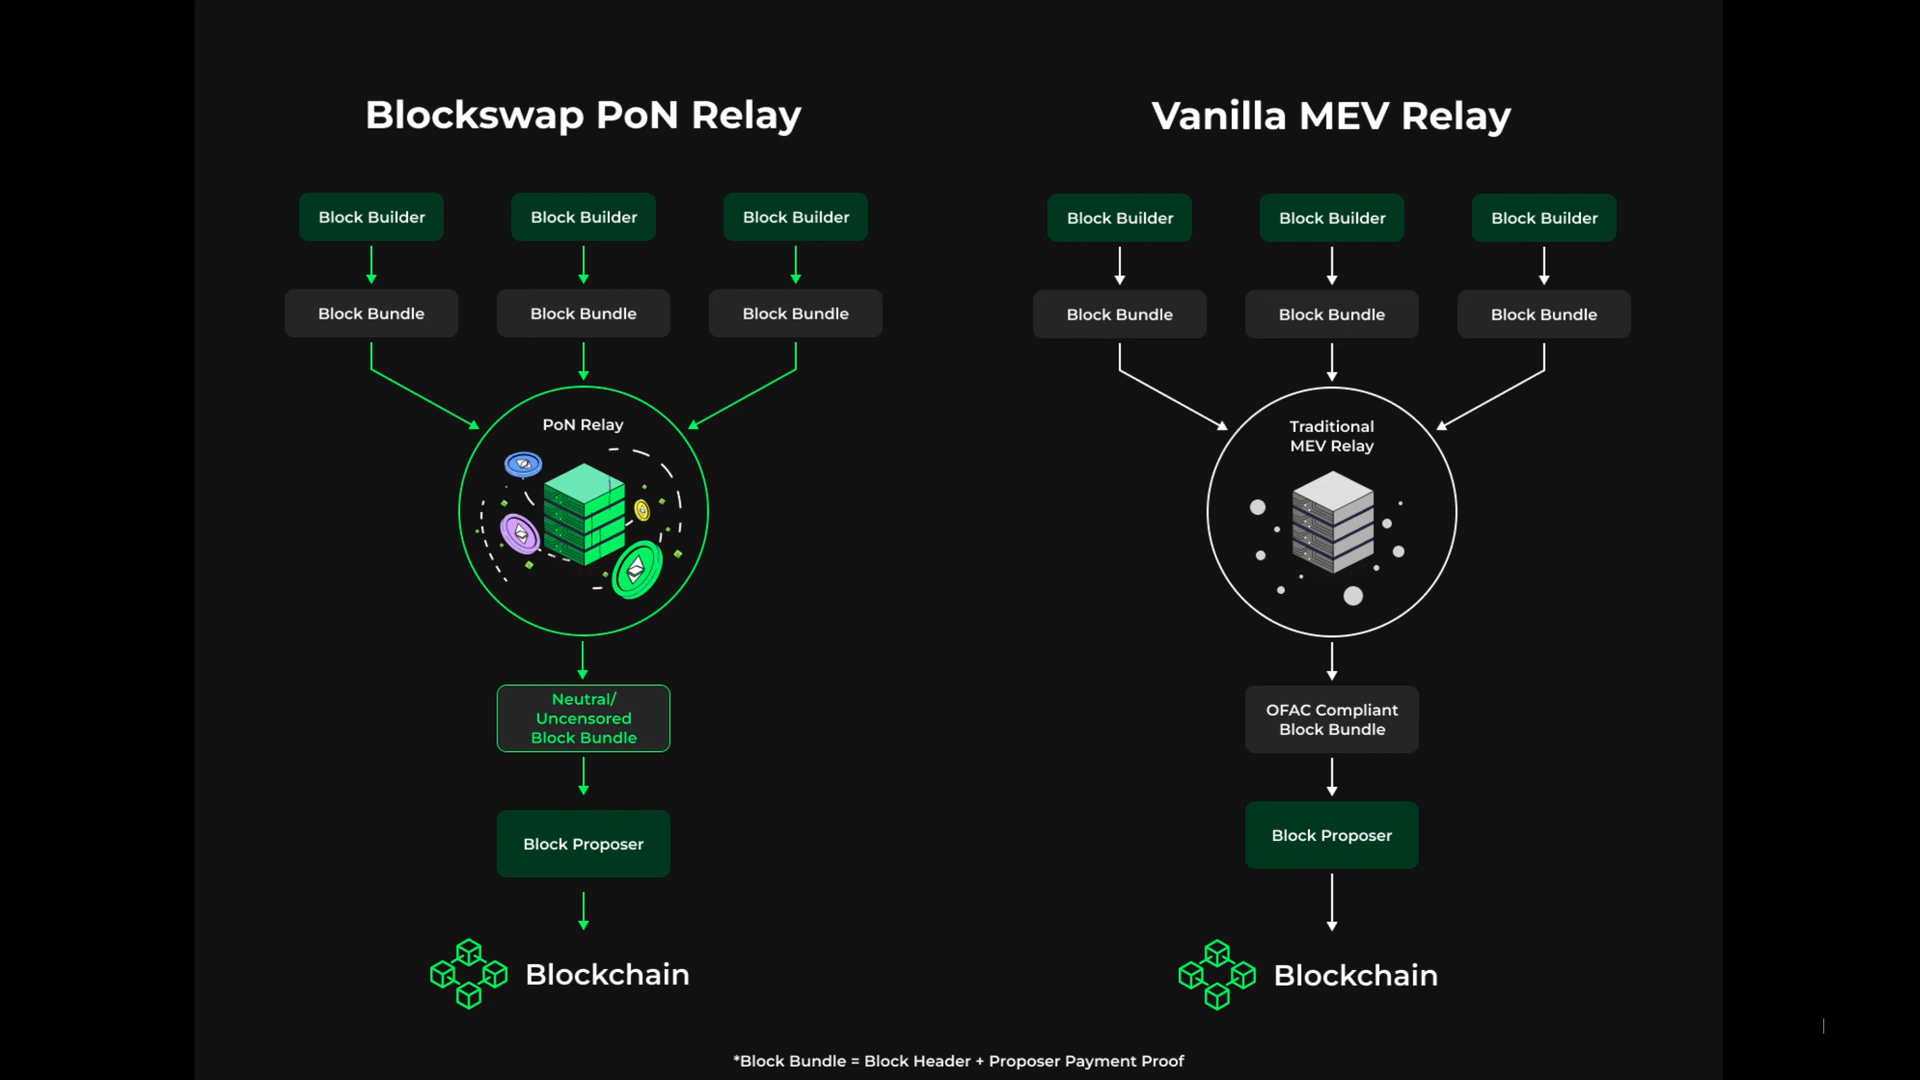 Blockswap PoN Relay
Block Builder
Block Builder
Block Builder
Block Bundle
Block Bundle
Block Bundle
PoN Relay
Neutral/
Uncensored
Block Bundle
Block Proposer
Blockchain
Vanilla MEV Relay
Block Builder
Block Builder
Block Builder
Block Bundle
Block Bundle
Block Bundle
Traditional
MEV Relay
OFAC Compliant
Block Bundle
Block Proposer
Blockchain
*Block Bundle = Block Header + Proposer Payment Proof